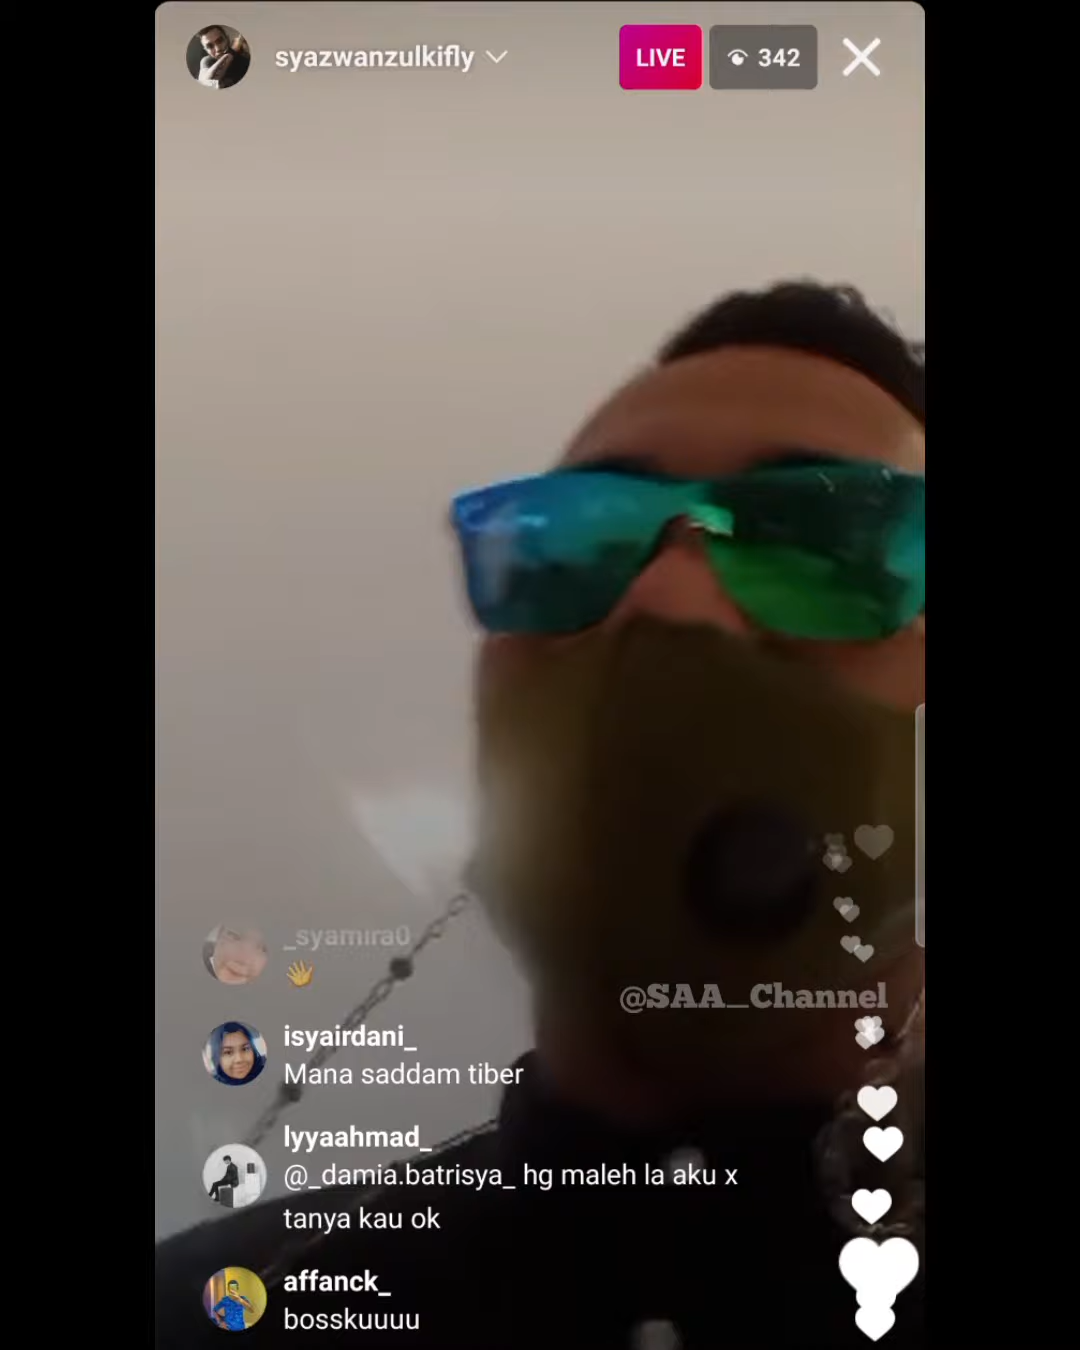 syazwanzulkifly
LIVE
342
_syamira0
👋
isyairdani_
Mana saddam tiber
lyyaahmad_
@_damia.batrisya_ hg maleh la aku x
tanya kau ok
affanck_
bosskuuuu
@SAA_Channel